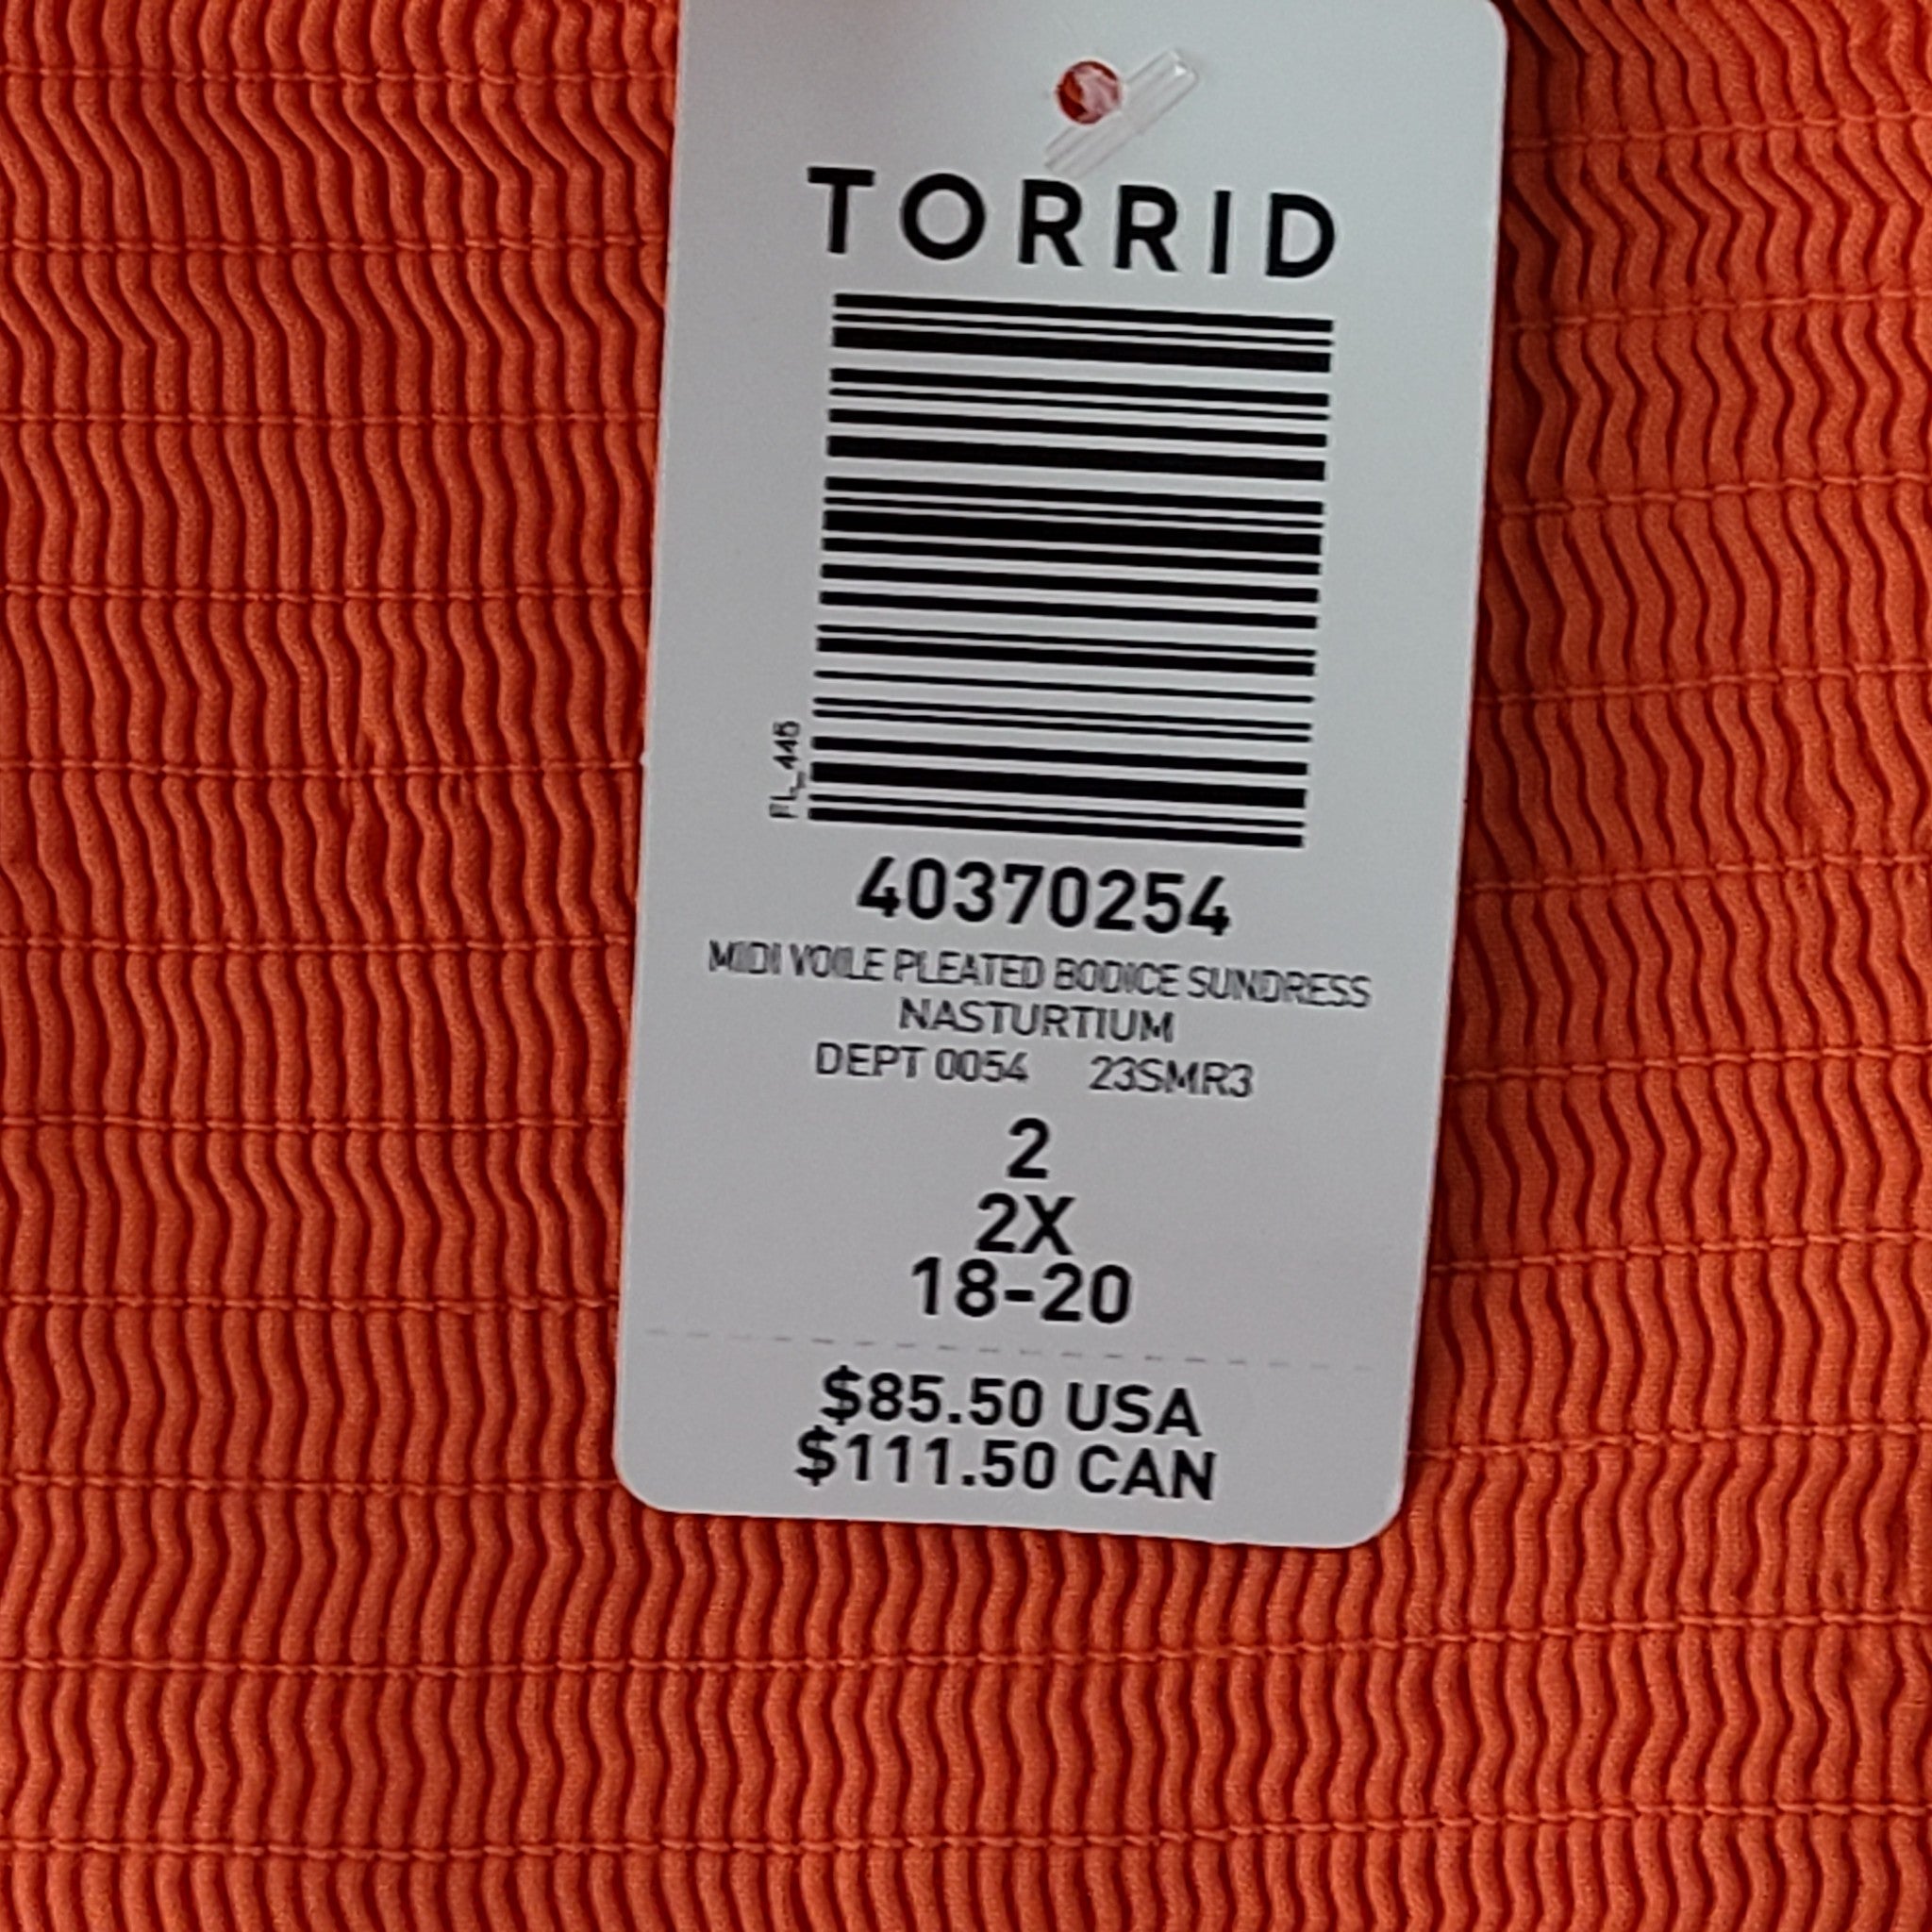 TORRID
FL_445
40370254
MIDI VOILE PLEATED BODICE SUNDRESS
NASTURTIUM
DEPT 0054 23SMR3
2
2X
18-20
$85.50 USA
$111.50 CAN